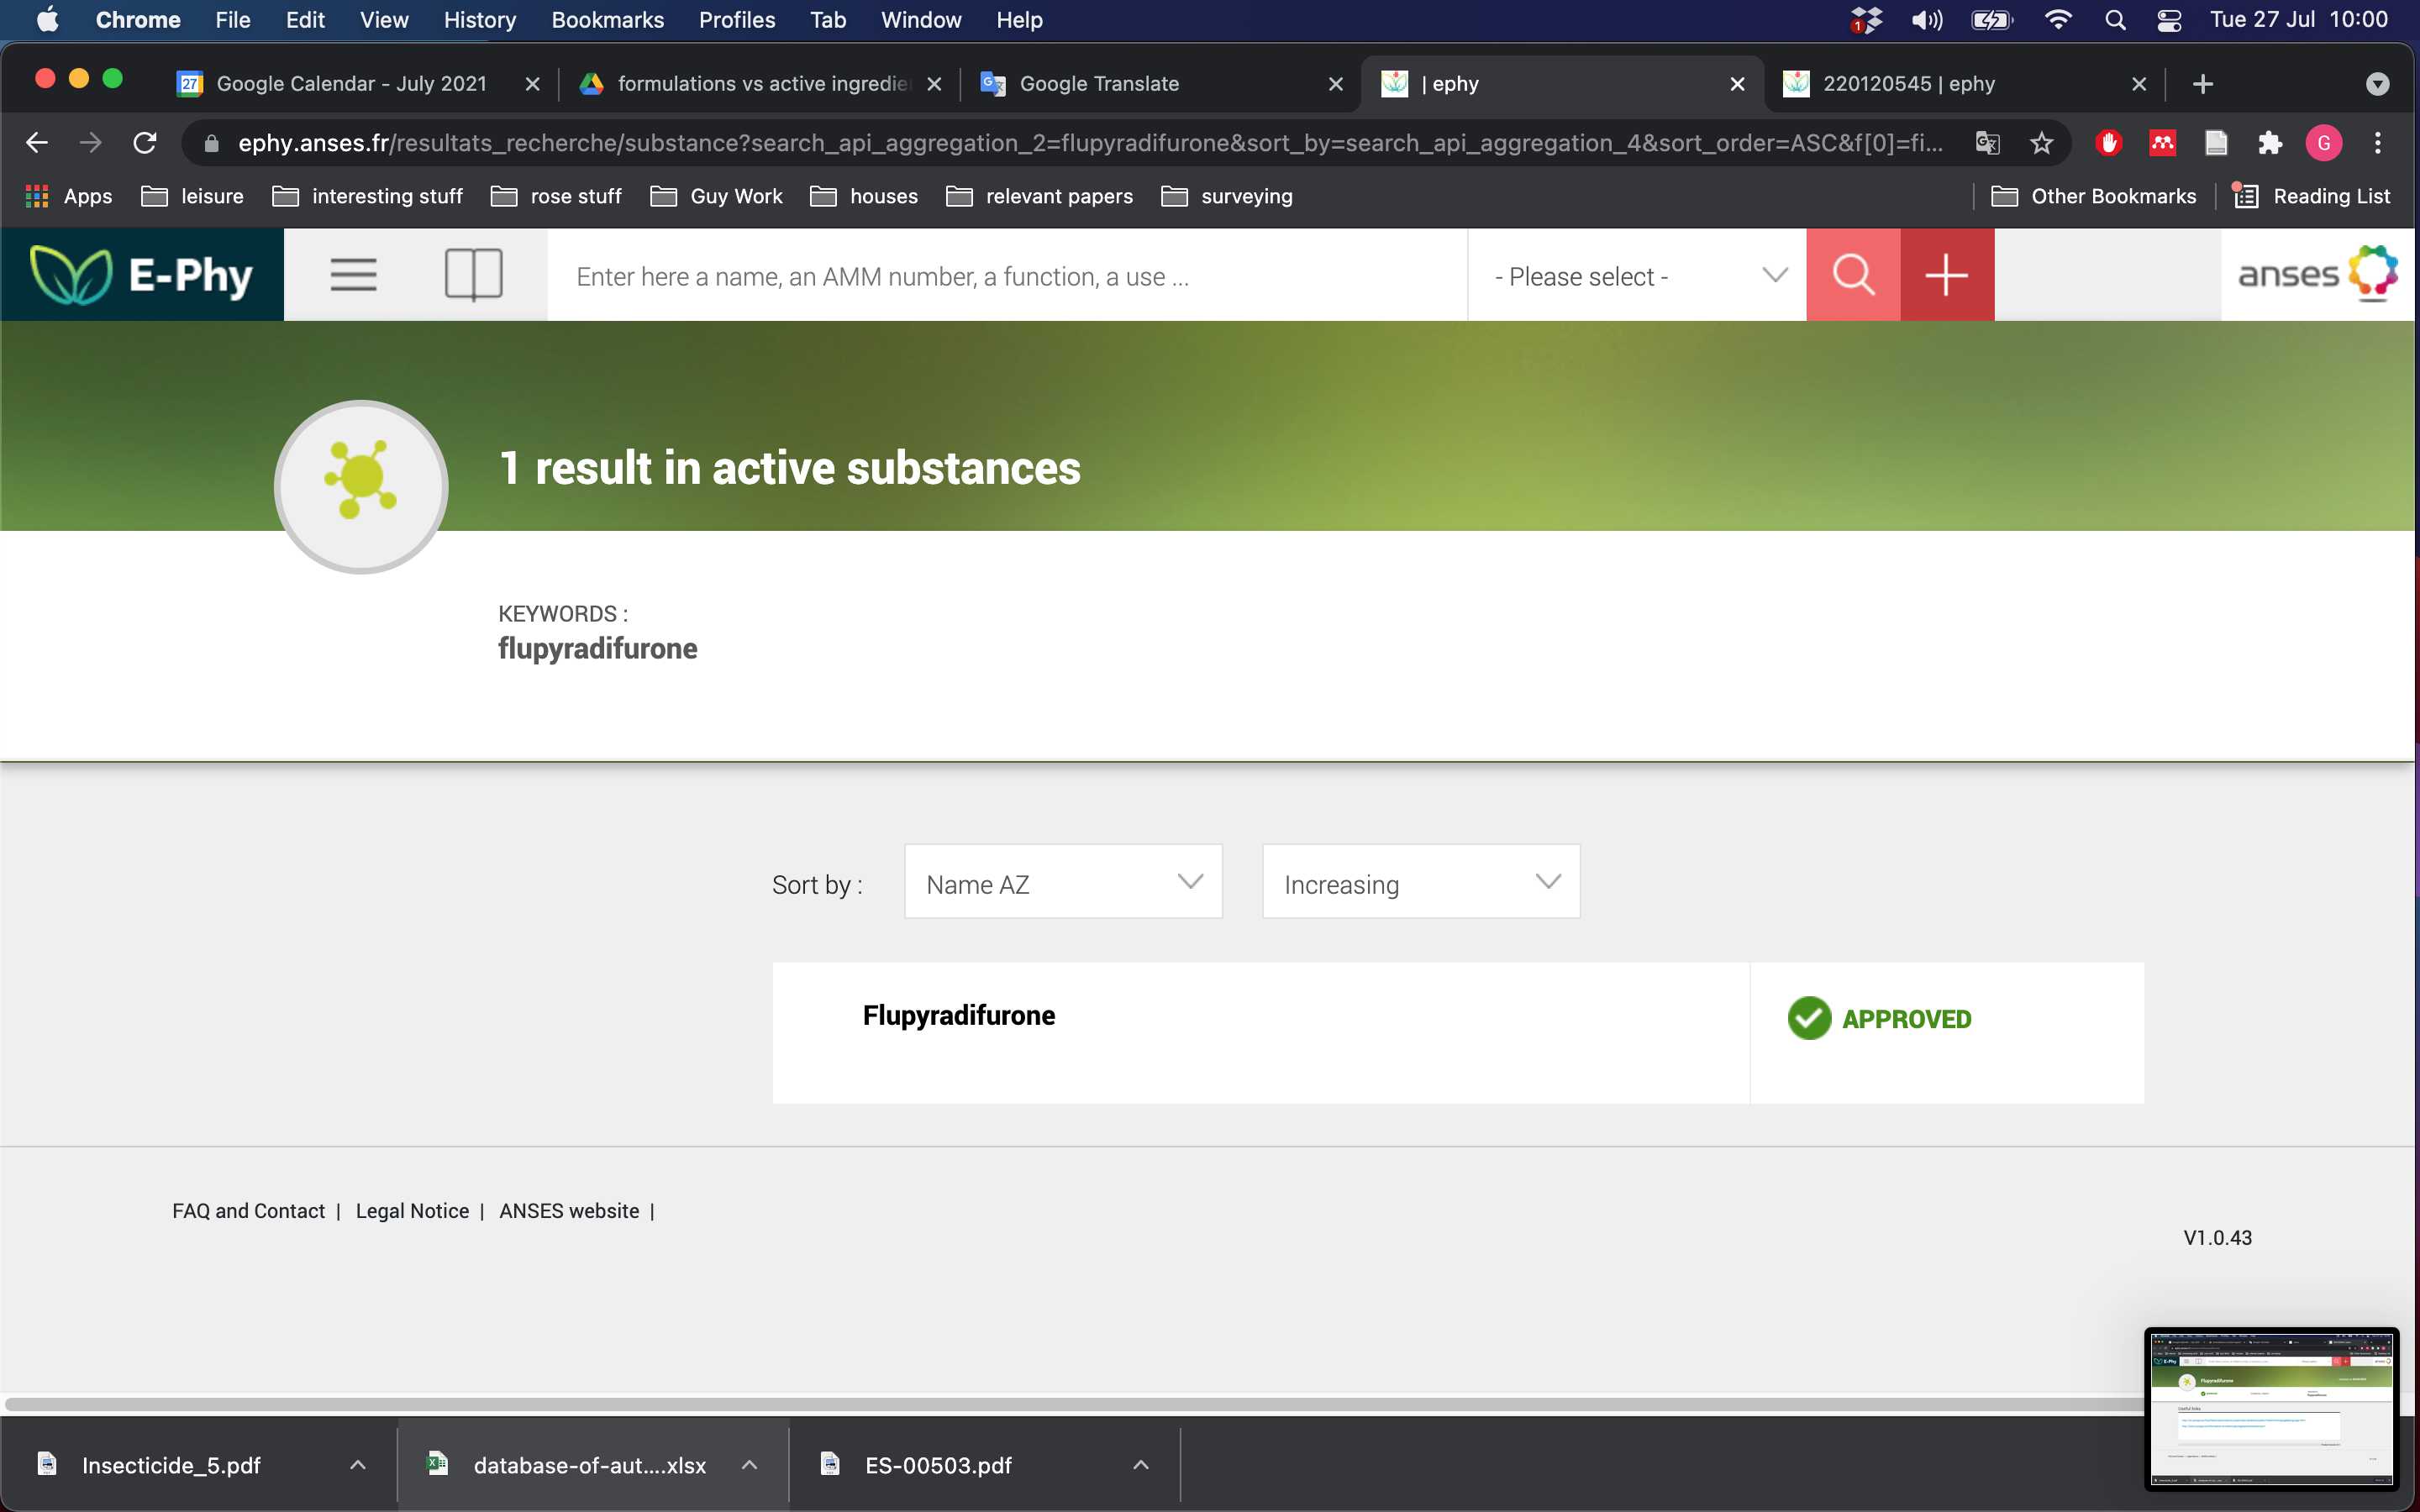 Chrome File Edit View History Bookmarks Profiles Tab Window Help 1 Tue 27 Jul 10:00
27 Google Calendar - July 2021 formulations vs active ingredie Google Translate | ephy 220120545 | ephy
ephy.anses.fr/resultats_recherche/substance?search_api_aggregation_2=flupyradifurone&sort_by=search_api_aggregation_4&sort_order=ASC&f[0]=fi... G
Apps leisure interesting stuff rose stuff Guy Work houses relevant papers surveying Other Bookmarks Reading List
E-Phy Enter here a name, an AMM number, a function, a use ... - Please select - anses
1 result in active substances
KEYWORDS :
flupyradifurone
Sort by : Name AZ Increasing
Flupyradifurone APPROVED
FAQ and Contact | Legal Notice | ANSES website |
V1.0.43
Insecticide_5.pdf database-of-aut....xlsx ES-00503.pdf